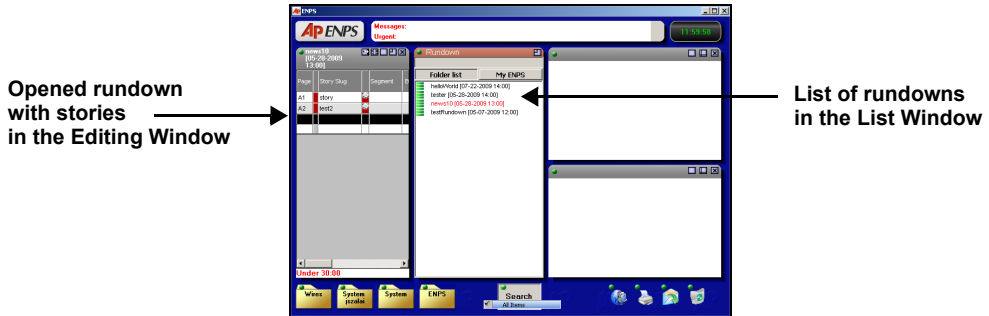 ENPS
AP ENPS
Messages:
Urgent:
11:59:58
news10
[05-28-2009
13:00]
Page Story Slug Segment
A1 story
A2 test2
Under 30:00
Rundown
Folder list My ENPS
helloWorld [07-22-2009 14:00]
tester [05-28-2009 14:00]
news10 [05-28-2009 13:00]
testRundown [05-07-2009 12:00]
Opened rundown
with stories
in the Editing Window
List of rundowns
in the List Window
Wires
System
jszalai
System
ENPS
Search
All Items